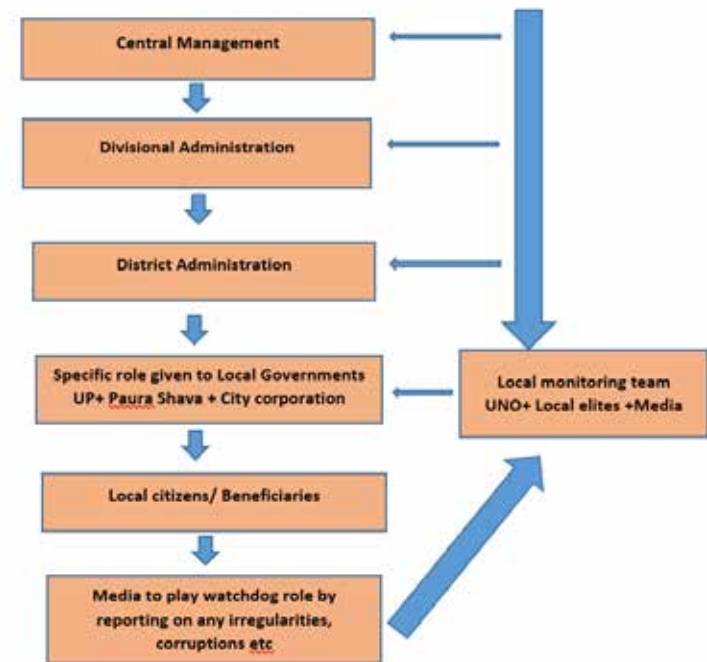 Central Management
Divisional Administration
District Administration
Specific role given to Local Governments
UP+ Paura Shava + City corporation
Local monitoring team
UNO+ Local elites +Media
Local citizens/ Beneficiaries
Media to play watchdog role by
reporting on any irregularities,
corruptions etc